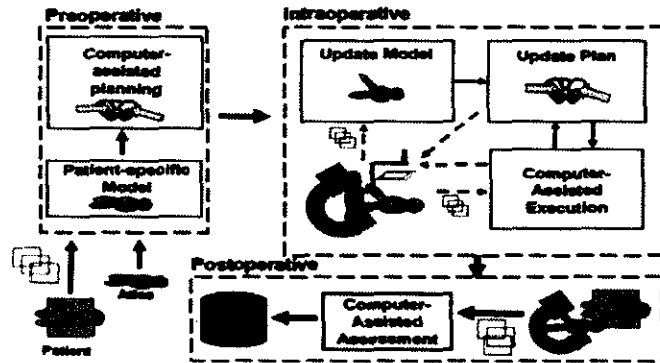 Preoperative
Computer-
assisted
planning
Patient-specific
Model
Atlas
Patient
Intraoperative
Update Model
Update Plan
Computer-
Assisted
Execution
Postoperative
Computer-
Assisted
Assessment